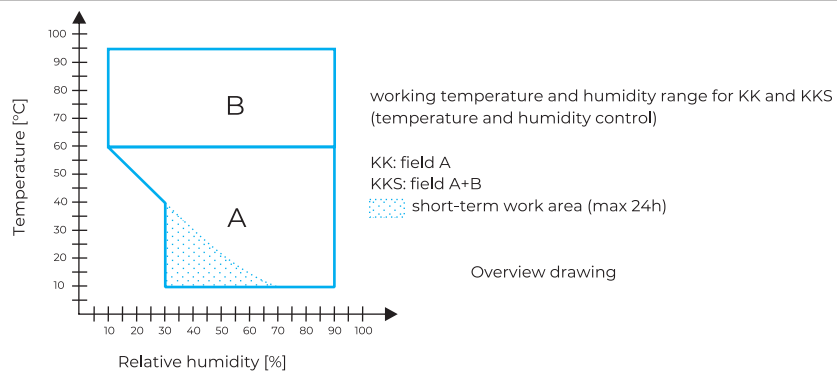 100
90
80
70
60
50
40
30
20
10
Temperature [°C]
B
A
10 20 30 40 50 60 70 80 90 100
Relative humidity [%]
working temperature and humidity range for KK and KKS
(temperature and humidity control)
KK: field A
KKS: field A+B
short-term work area (max 24h)
Overview drawing